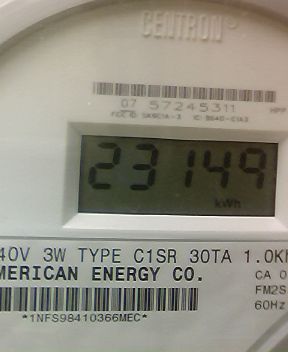 CENTRON
07 57245311
23149
kWh
40V 3W TYPE C1SR 30TA 1.0Kh
MERICAN ENERGY CO.
CA 0
FM2S
60Hz
*1NFS98410366MEC*